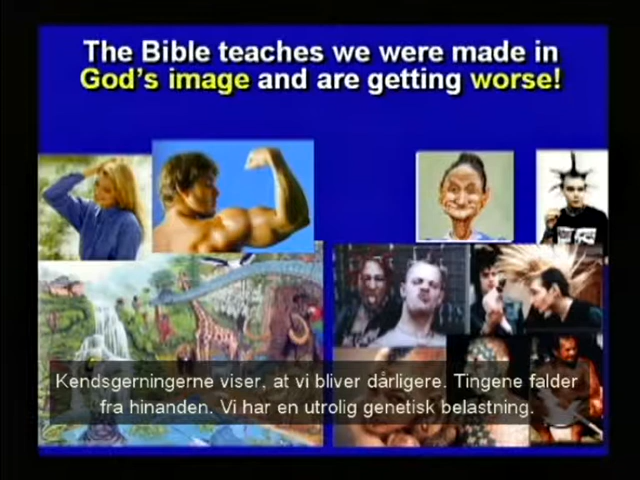 The Bible teaches we were made in
God's image and are getting worse!
Kendsgerningerne viser, at vi bliver dårligere. Tingene falder
fra hinanden. Vi har en utrolig genetisk belastning.